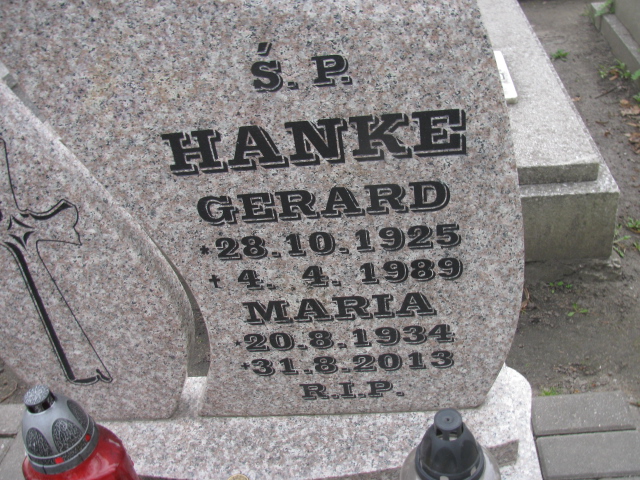 Ś. P.
HANKE
GERARD
*28.10.1925
† 4. 4. 1989
MARIA
*20.8.1934
†31.8.2013
R.I.P.